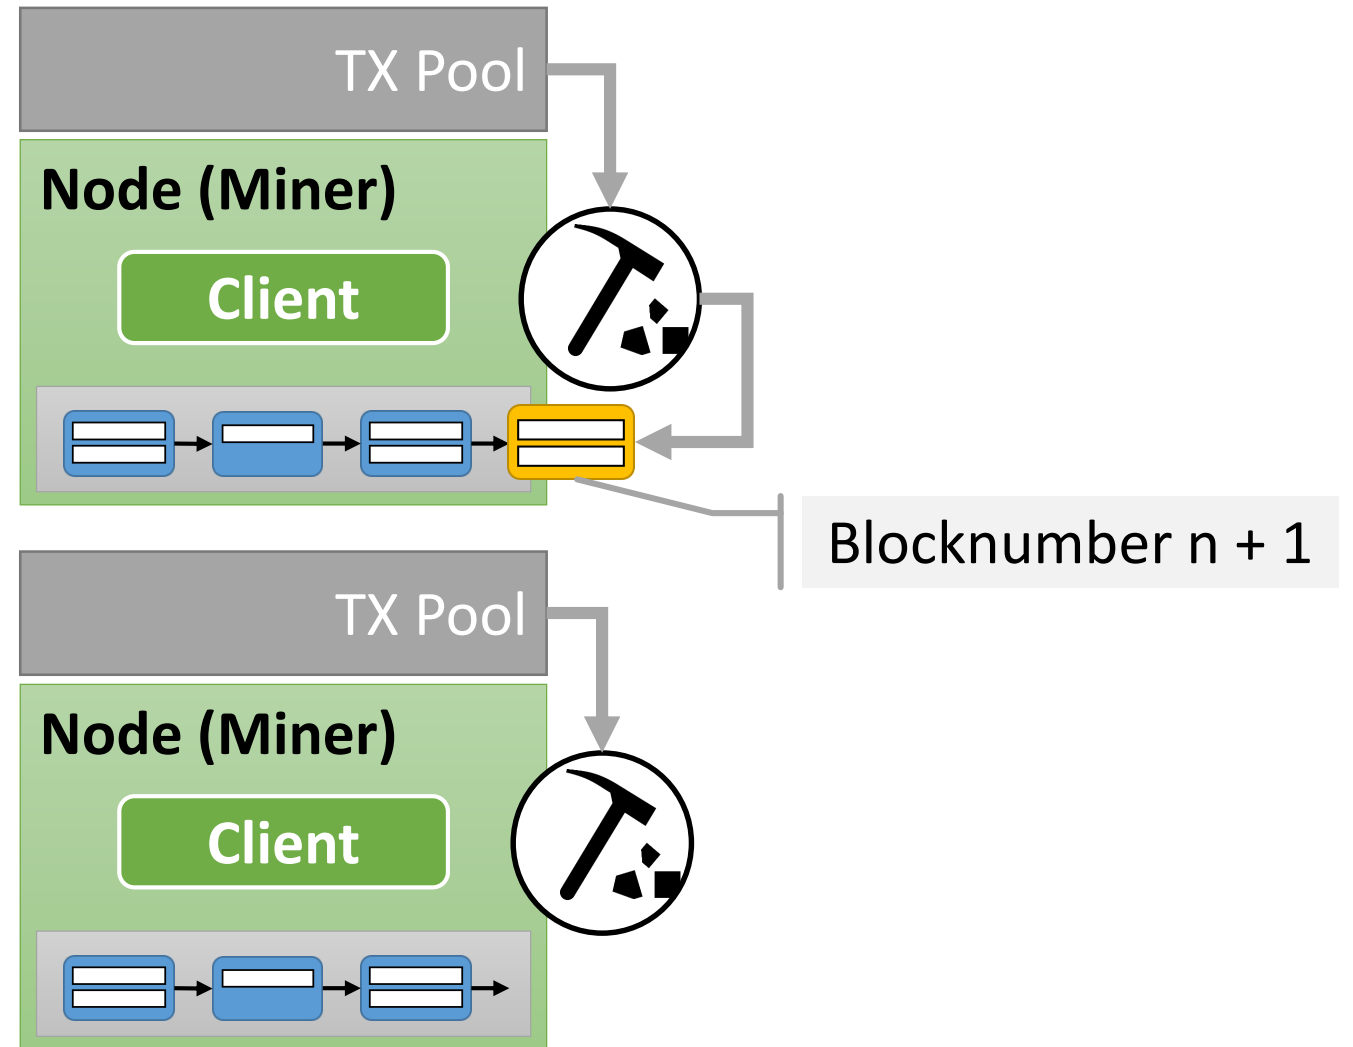 TX Pool
Node (Miner)
Client
Blocknumber n + 1
TX Pool
Node (Miner)
Client